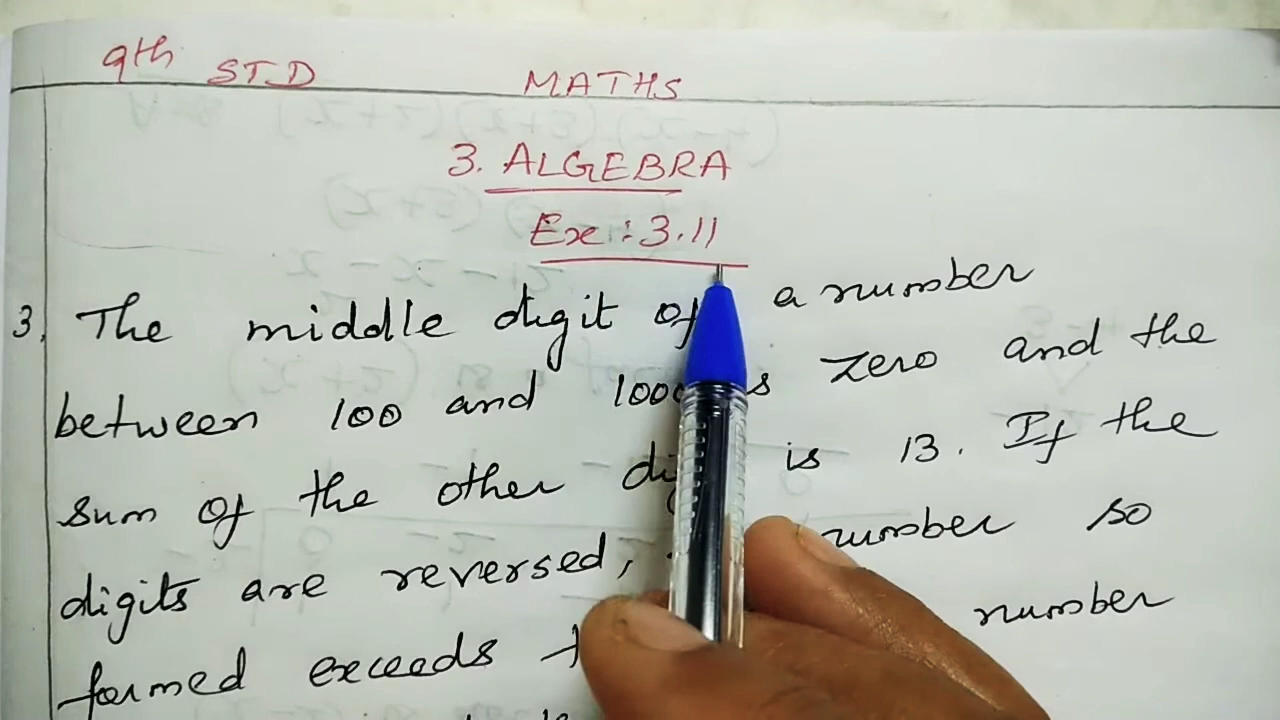 9th STD MATHS
3. ALGEBRA
Ex : 3.11
3. The middle digit of a number
between 100 and is zero and the
sum of the other is 13. If the
digits are reversed, number so
formed exceeds number